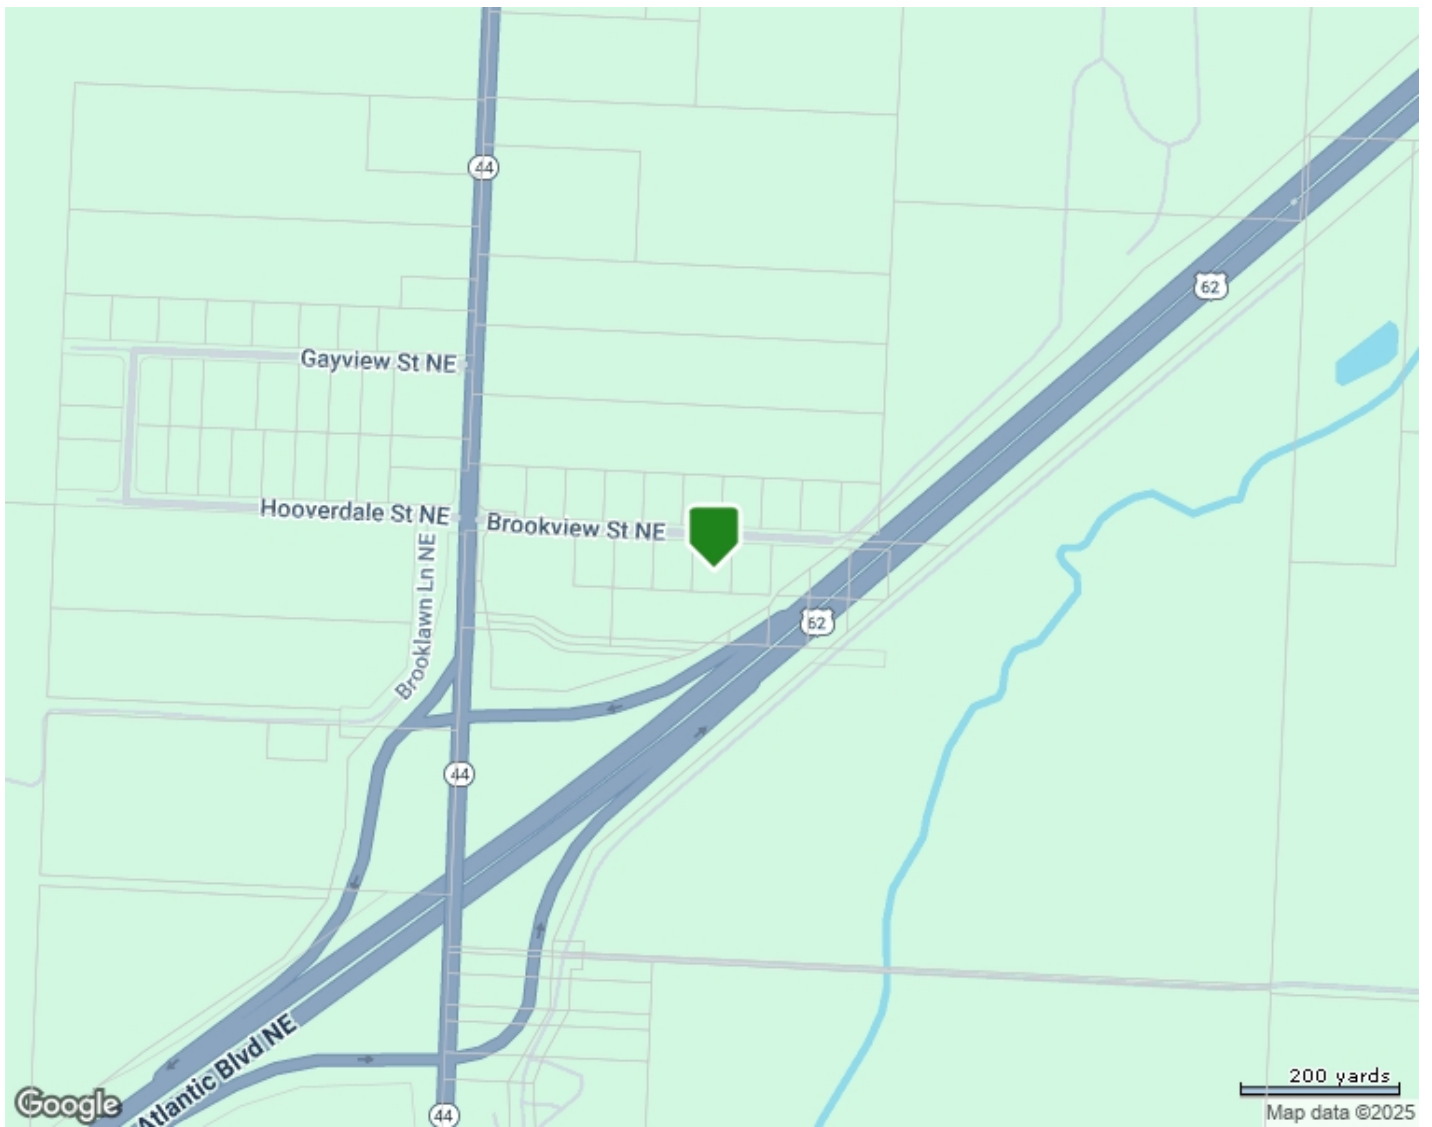 44
62
Gayview St NE
Hooverdale St NE
Brookview St NE
Brooklawn Ln NE
62
44
Atlantic Blvd NE
200 yards
Google
44
Map data ©2025